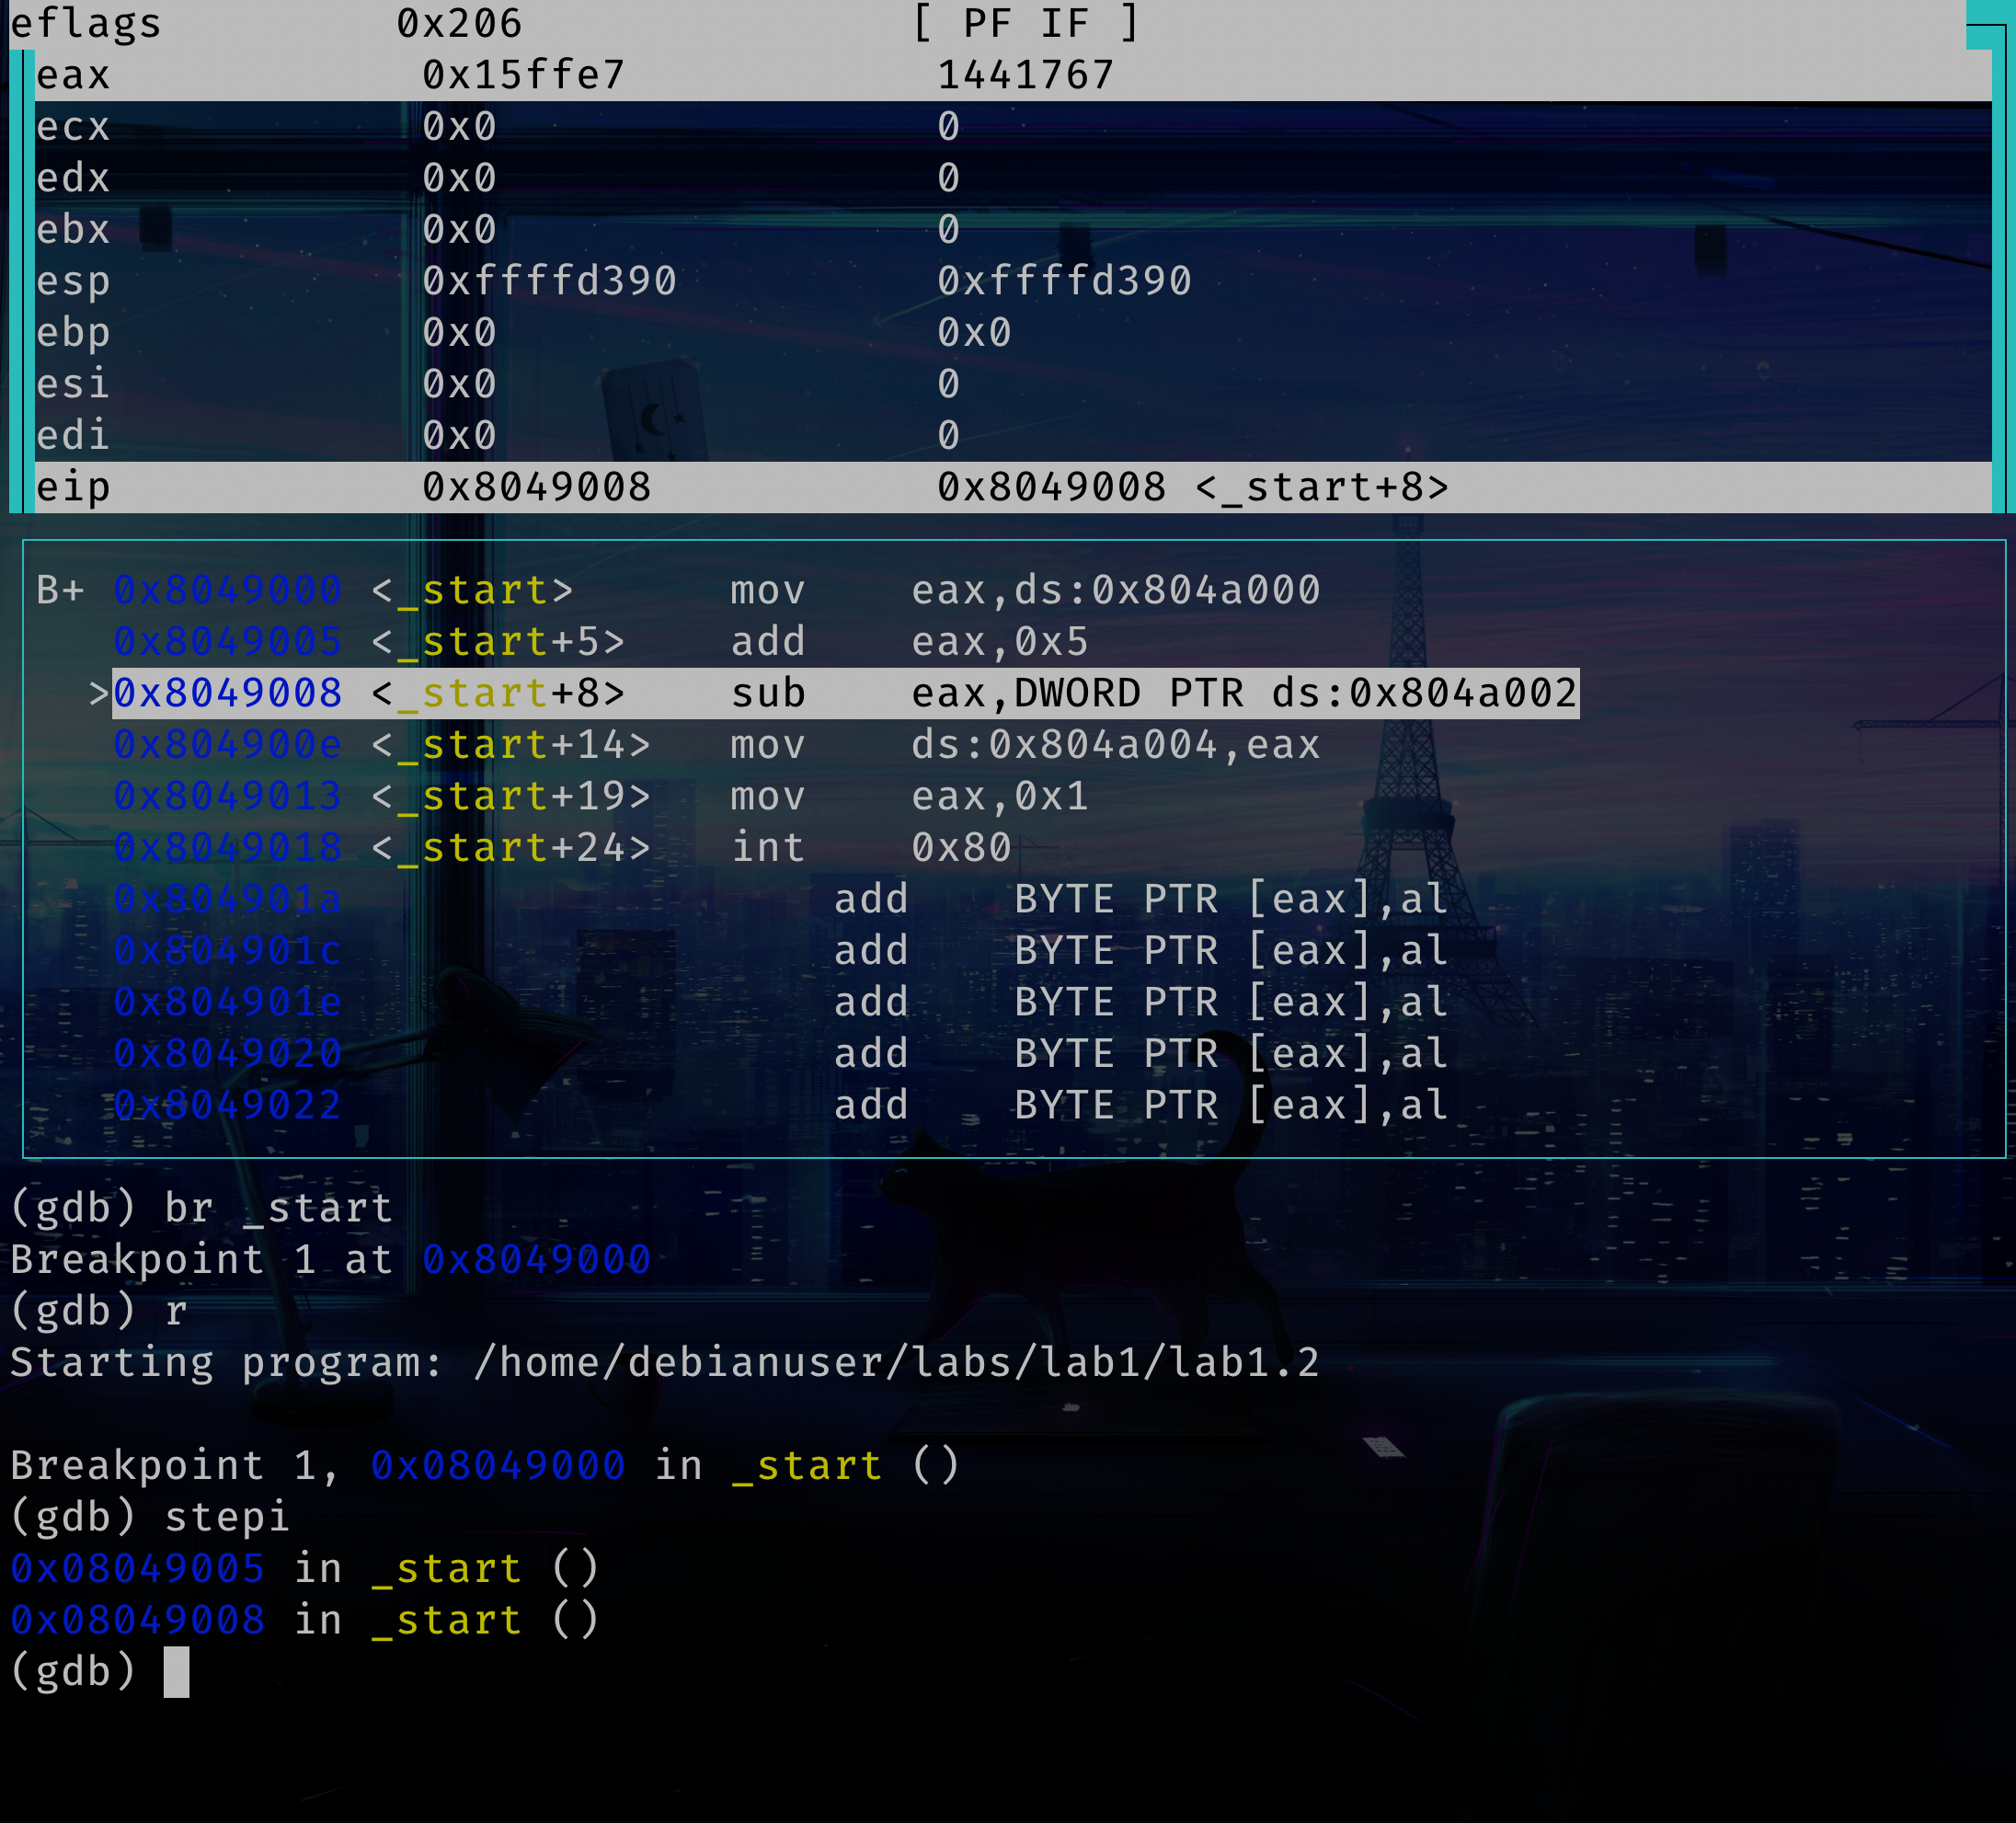 eflags 0x206 [ PF IF ]
eax 0x15ffe7 1441767
ecx 0x0 0
edx 0x0 0
ebx 0x0 0
esp 0xffffd390 0xffffd390
ebp 0x0 0x0
esi 0x0 0
edi 0x0 0
eip 0x8049008 0x8049008 <_start+8>
B+ 0x8049000 <_start> mov eax,ds:0x804a000
0x8049005 <_start+5> add eax,0x5
>0x8049008 <_start+8> sub eax,DWORD PTR ds:0x804a002
0x804900e <_start+14> mov ds:0x804a004,eax
0x8049013 <_start+19> mov eax,0x1
0x8049018 <_start+24> int 0x80
0x804901a add BYTE PTR [eax],al
0x804901c add BYTE PTR [eax],al
0x804901e add BYTE PTR [eax],al
0x8049020 add BYTE PTR [eax],al
0x8049022 add BYTE PTR [eax],al
(gdb) br _start
Breakpoint 1 at 0x8049000
(gdb) r
Starting program: /home/debianuser/labs/lab1/lab1.2
Breakpoint 1, 0x08049000 in _start ()
(gdb) stepi
0x08049005 in _start ()
0x08049008 in _start ()
(gdb)